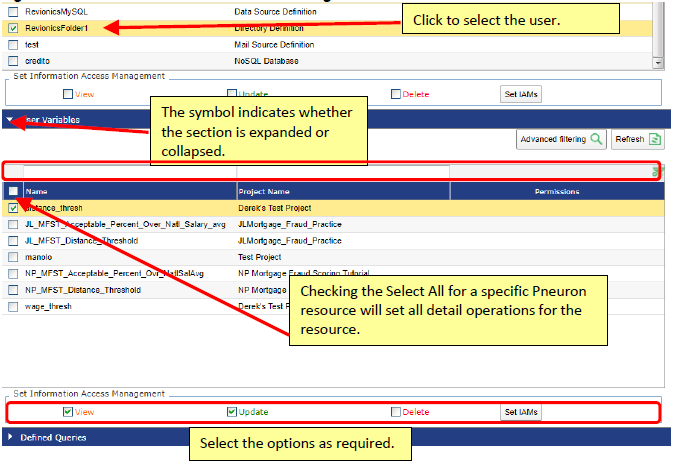 RevionicsMySQL Data Source Definition
Click to select the user.
RevionicsFolder1 Directory Definition
test Mail Source Definition
credito NoSQL Database
Set Information Access Management
View Update Delete Set IAMs
The symbol indicates whether
the section is expanded or
collapsed.
User Variables
Advanced filtering Refresh
Name Project Name Permissions
distance_thresh Derek's Test Project
JL_MFST_Acceptable_Percent_Over_Natl_Salary_avg JLMortgage_Fraud_Practice
JL_MFST_Distance_Threshold JLMortgage_Fraud_Practice
manolo Test Project
NP_MFST_Acceptable_Percent_Ovr_NatlSalAvg NP Mortgage Fraud Scoring Tutorial
NP_MFST_Distance_Threshold NP Mortgage
wage_thresh Derek's Test P
Checking the Select All for a specific Pneuron
resource will set all detail operations for the
resource.
Set Information Access Management
View Update Delete Set IAMs
Defined Queries
Select the options as required.